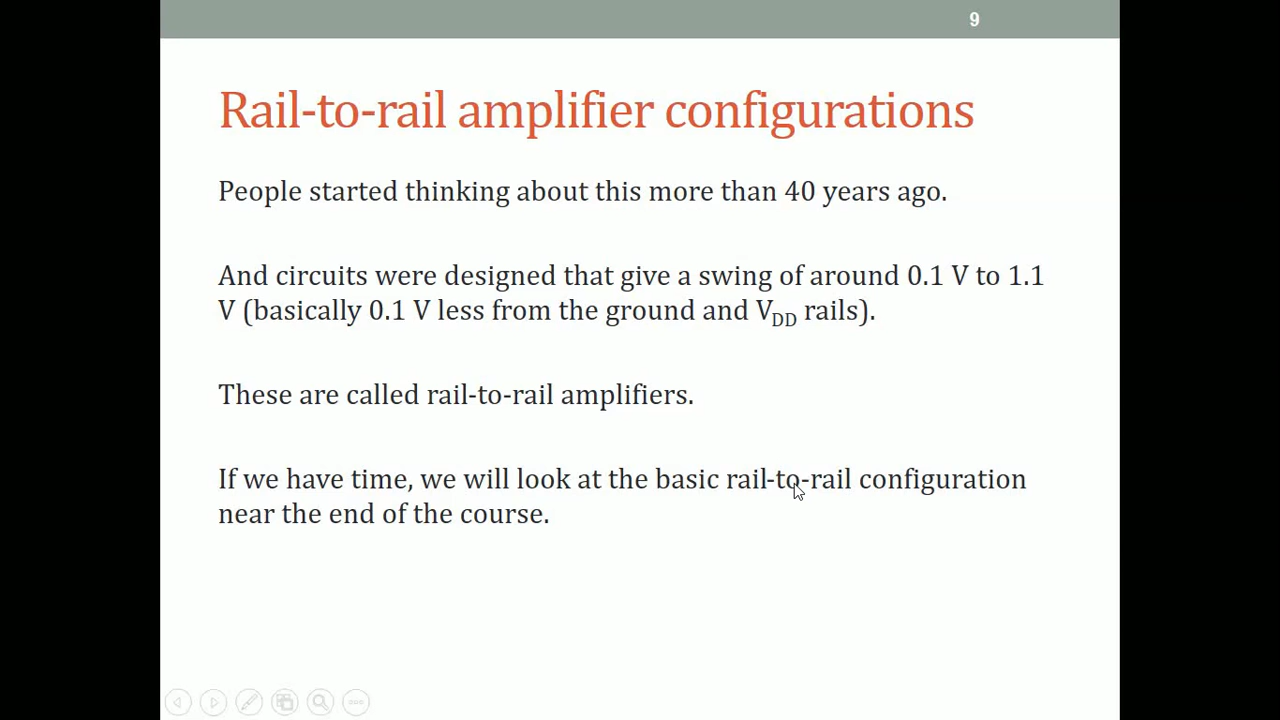 9
Rail-to-rail amplifier configurations
People started thinking about this more than 40 years ago.
And circuits were designed that give a swing of around 0.1 V to 1.1
V (basically 0.1 V less from the ground and VDD rails).
These are called rail-to-rail amplifiers.
If we have time, we will look at the basic rail-to-rail configuration
near the end of the course.